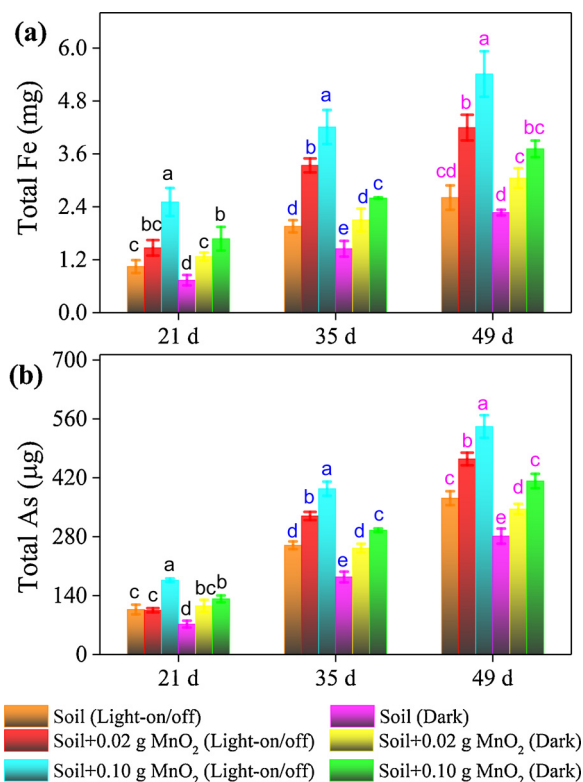 (a)
Total Fe (mg)
6.0
4.8
3.6
2.4
1.2
0.0
c bc a d c b
d b a e d c
cd b a d c bc
21 d 35 d 49 d
(b)
Total As (μg)
700
560
420
280
140
0
c c a d bc b
d b a e d c
c b a e d c
21 d 35 d 49 d
Soil (Light-on/off) Soil (Dark)
Soil+0.02 g MnO₂ (Light-on/off) Soil+0.02 g MnO₂ (Dark)
Soil+0.10 g MnO₂ (Light-on/off) Soil+0.10 g MnO₂ (Dark)